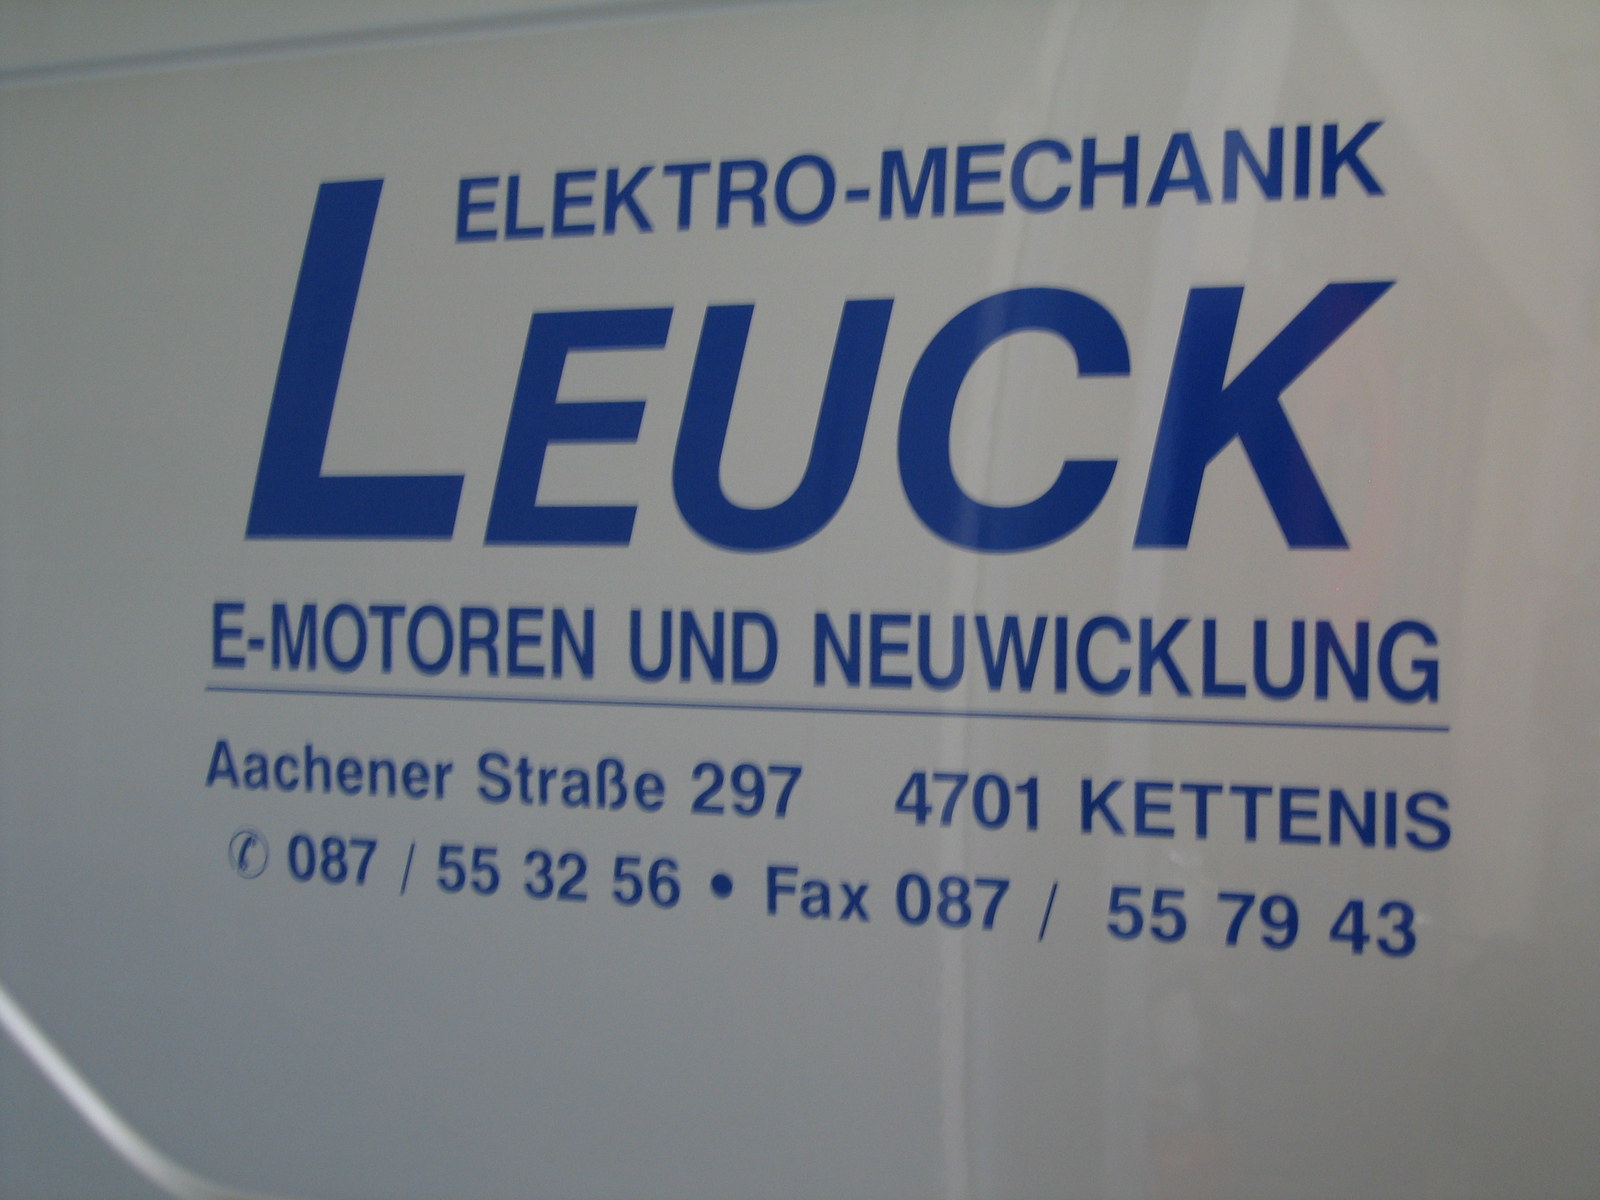 ELEKTRO-MECHANIK
LEUCK
E-MOTOREN UND NEUWICKLUNG
Aachener Straße 297 4701 KETTENIS
✆ 087 / 55 32 56 • Fax 087 / 55 79 43